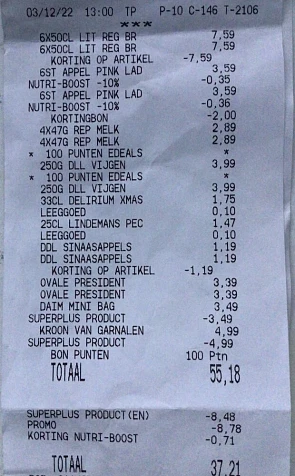 03/12/22 13:00 TP P-10 C-146 T-2106
***
6X50CL LIT REG BR 7,59
6X50CL LIT REG BR 7,59
KORTING OP ARTIKEL -7,59
6ST APPEL PINK LAD 3,59
NUTRI-BOOST -10% -0,35
6ST APPEL PINK LAD 3,59
NUTRI-BOOST -10% -0,36
KORTINGBON -2,00
4X47G REP MELK 2,89
4X47G REP MELK 2,89
* 100 PUNTEN EDEALS *
250G DLL VIJGEN 3,99
* 100 PUNTEN EDEALS *
250G DLL VIJGEN 3,99
33CL DELIRIUM XMAS 1,75
LEEGGOED 0,10
25CL LINDEMANS PEC 1,47
LEEGGOED 0,10
DDL SINAASAPPELS 1,19
DDL SINAASAPPELS 1,19
KORTING OP ARTIKEL -1,19
OVALE PRESIDENT 3,39
OVALE PRESIDENT 3,39
DAIM MINI BAG 3,49
SUPERPLUS PRODUCT -3,49
KROON VAN GARNALEN 4,99
SUPERPLUS PRODUCT -4,99
BON PUNTEN 100 Ptn
TOTAAL 55,18
SUPERPLUS PRODUCT(EN) -8,48
PROMO -8,78
KORTING NUTRI-BOOST -0,71
TOTAAL 37,21